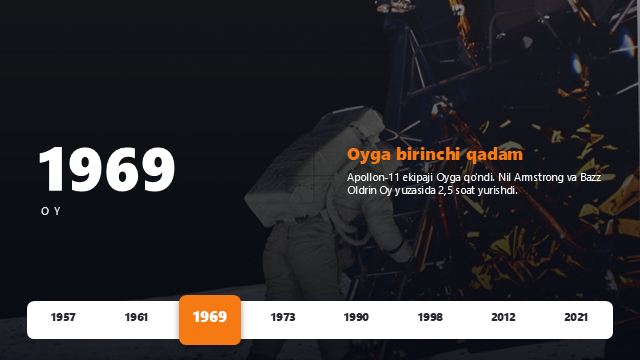 1969
OY
Oyga birinchi qadam
Apollon-11 ekipaji Oyga qo'ndi. Nil Armstrong va Bazz
Oldrin Oy yuzasida 2,5 soat yurishdi.
1957 1961 1969 1973 1990 1998 2012 2021